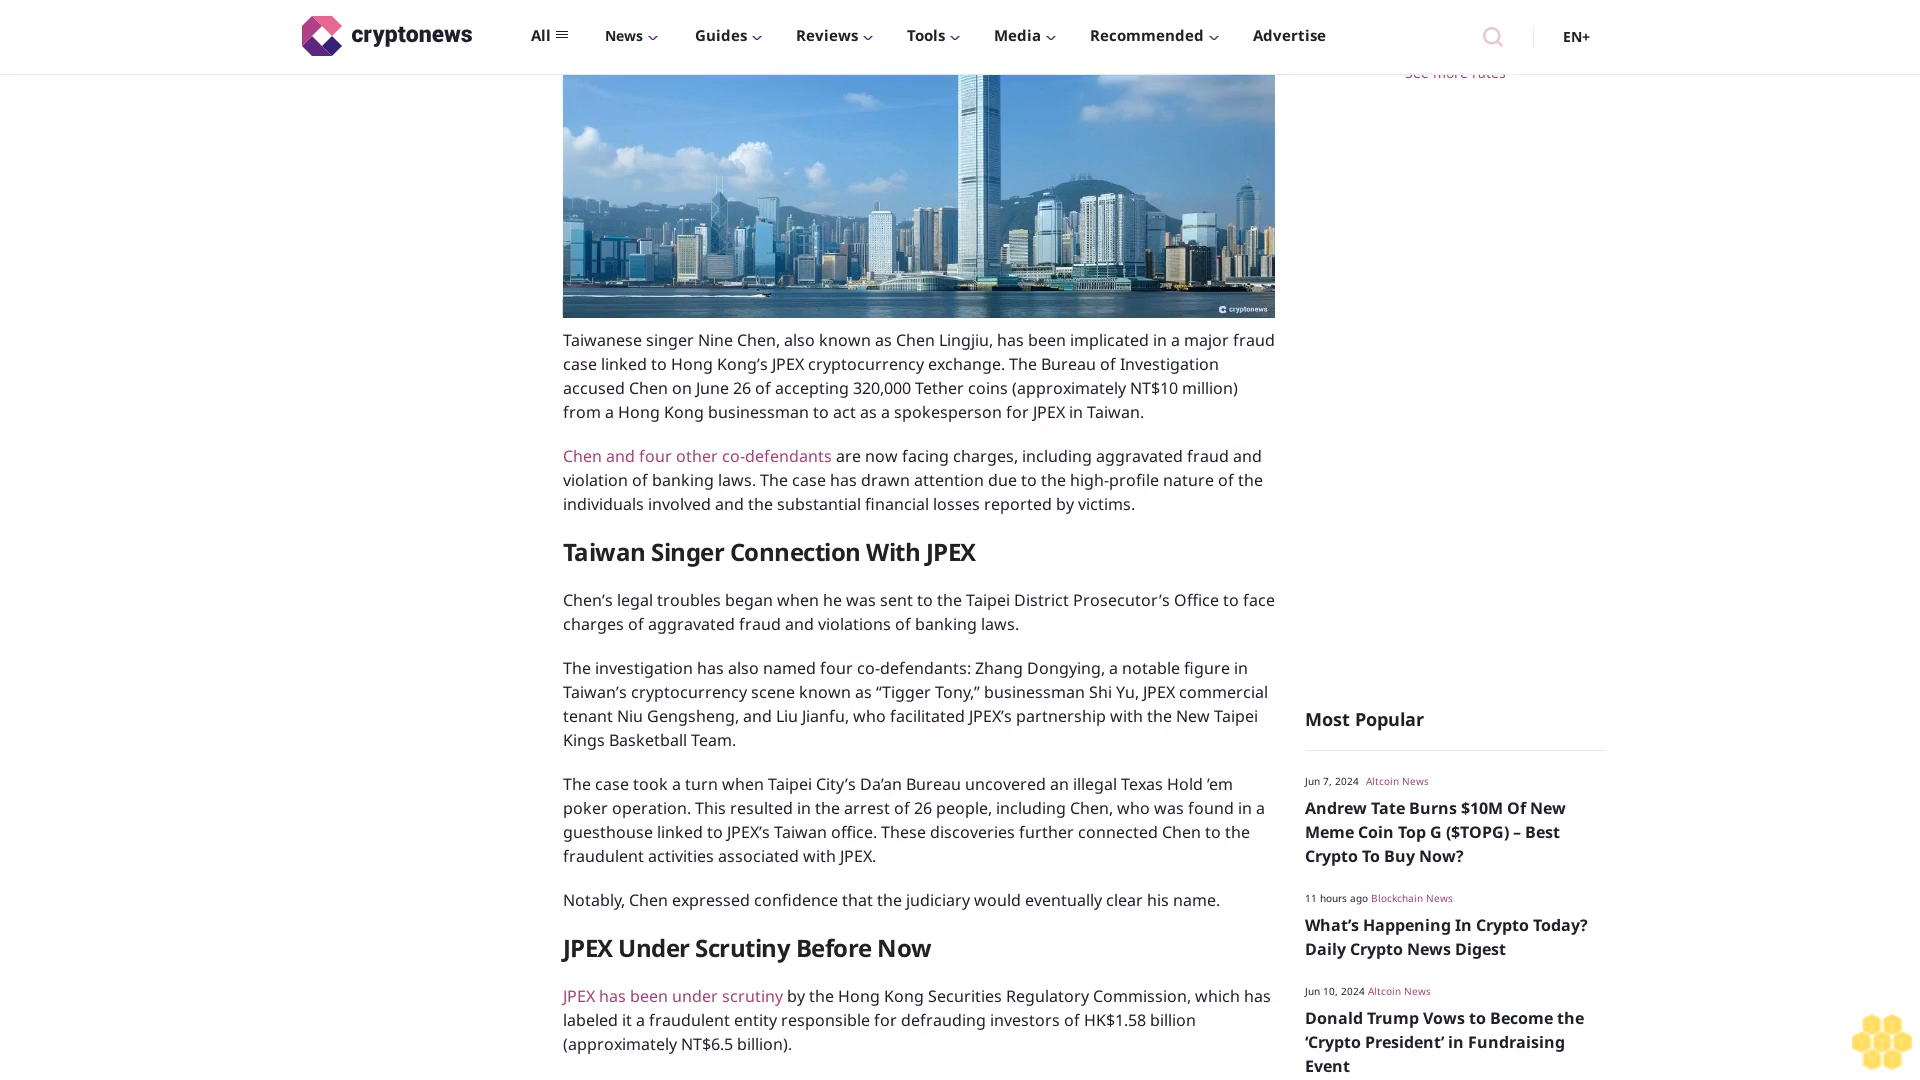 cryptonews
All
News
Guides
Reviews
Tools
Media
Recommended
Advertise
EN+
See more rates
cryptonews
Taiwanese singer Nine Chen, also known as Chen Lingjiu, has been implicated in a major fraud
case linked to Hong Kong’s JPEX cryptocurrency exchange. The Bureau of Investigation
accused Chen on June 26 of accepting 320,000 Tether coins (approximately NT$10 million)
from a Hong Kong businessman to act as a spokesperson for JPEX in Taiwan.
Chen and four other co-defendants are now facing charges, including aggravated fraud and
violation of banking laws. The case has drawn attention due to the high-profile nature of the
individuals involved and the substantial financial losses reported by victims.
Taiwan Singer Connection With JPEX
Chen’s legal troubles began when he was sent to the Taipei District Prosecutor’s Office to face
charges of aggravated fraud and violations of banking laws.
The investigation has also named four co-defendants: Zhang Dongying, a notable figure in
Taiwan’s cryptocurrency scene known as “Tigger Tony,” businessman Shi Yu, JPEX commercial
tenant Niu Gengsheng, and Liu Jianfu, who facilitated JPEX’s partnership with the New Taipei
Kings Basketball Team.
The case took a turn when Taipei City’s Da’an Bureau uncovered an illegal Texas Hold ’em
poker operation. This resulted in the arrest of 26 people, including Chen, who was found in a
guesthouse linked to JPEX’s Taiwan office. These discoveries further connected Chen to the
fraudulent activities associated with JPEX.
Notably, Chen expressed confidence that the judiciary would eventually clear his name.
JPEX Under Scrutiny Before Now
JPEX has been under scrutiny by the Hong Kong Securities Regulatory Commission, which has
labeled it a fraudulent entity responsible for defrauding investors of HK$1.58 billion
(approximately NT$6.5 billion).
Most Popular
Jun 7, 2024 Altcoin News
Andrew Tate Burns $10M Of New
Meme Coin Top G ($TOPG) – Best
Crypto To Buy Now?
11 hours ago Blockchain News
What’s Happening In Crypto Today?
Daily Crypto News Digest
Jun 10, 2024 Altcoin News
Donald Trump Vows to Become the
‘Crypto President’ in Fundraising
Event